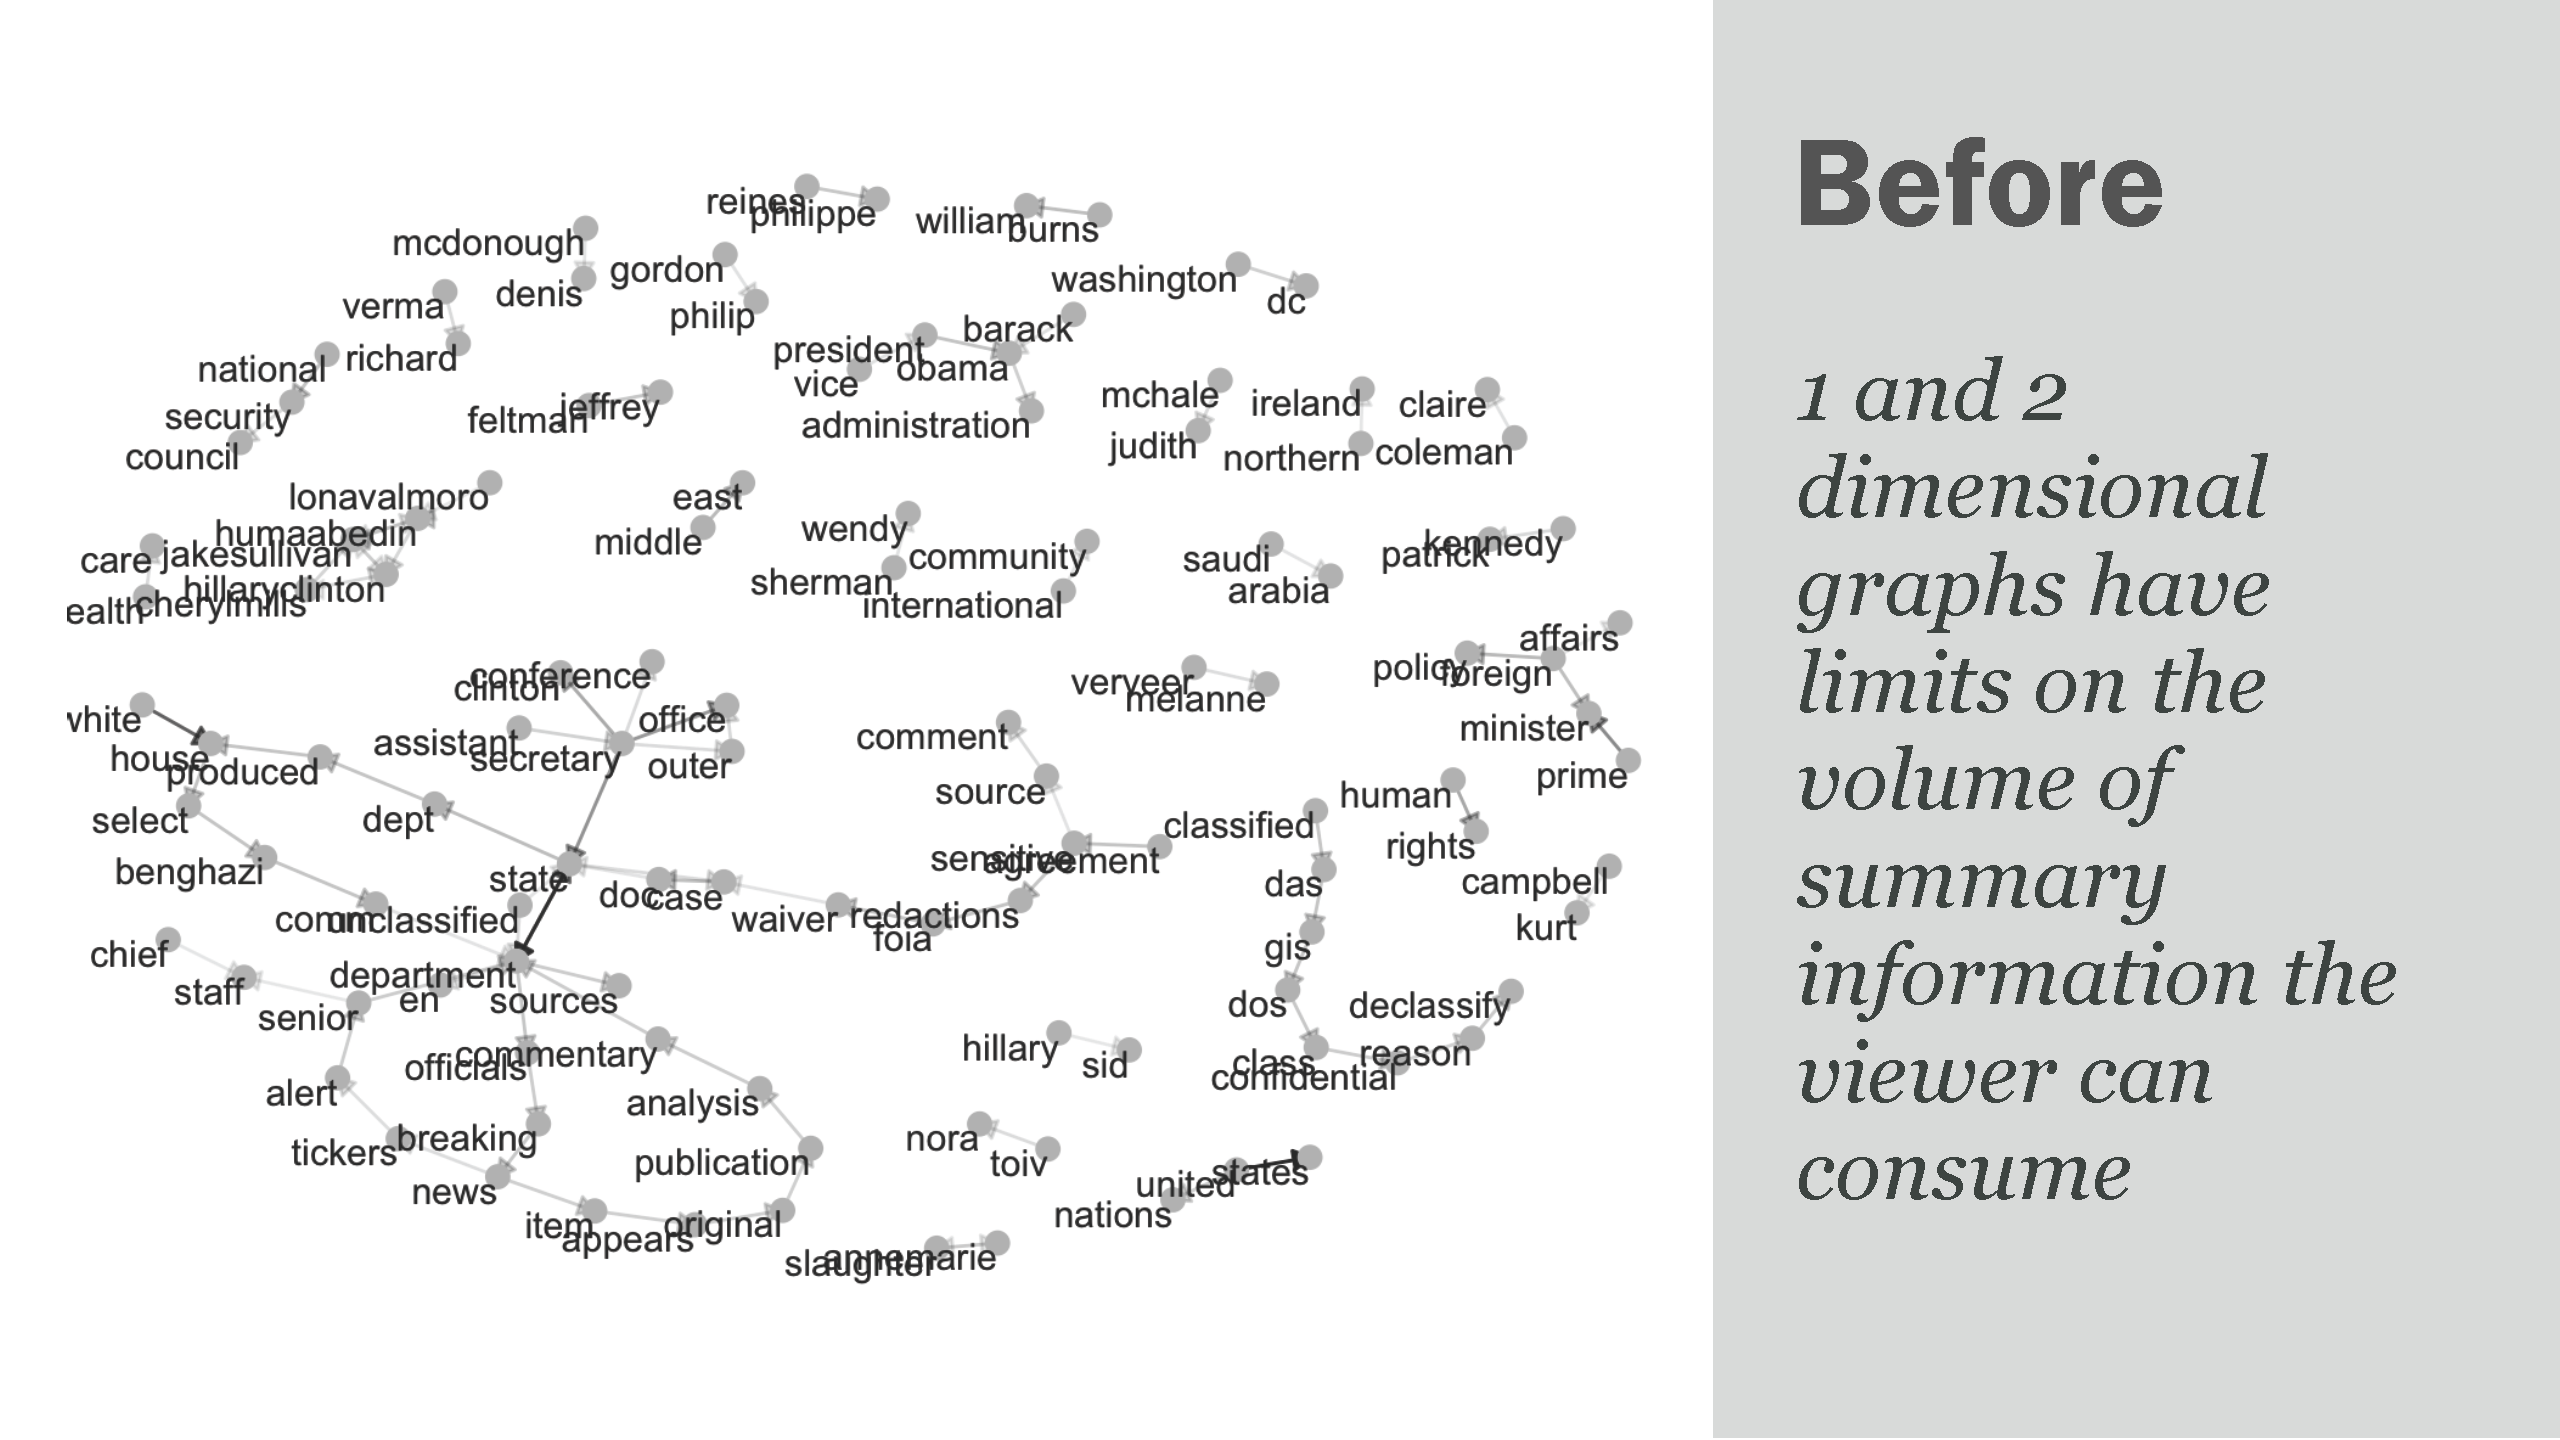 reines
philippe
william
burns
mcdonough
gordon
washington
denis
dc
verma
philip
barack
president
richard
national
obama
vice
mchale
ireland
claire
jeffrey
security
feltman
administration
judith
council
northern
coleman
lonavalmoro
east
humaabedin
wendy
middle
kennedy
care
jakesullivan
community
saudi
patrick
sherman
hillaryclinton
arabia
ealth
cherylmills
international
affairs
conference
policy
foreign
clinton
verveer
melanne
white
office
minister
assistant
comment
house
secretary
outer
produced
prime
source
human
select
dept
classified
rights
sensitive
agreement
benghazi
state
das
campbell
doc
case
comm
unclassified
waiver
redactions
kurt
foia
chief
gis
department
staff
en
sources
dos
declassify
senior
hillary
commentary
reason
officials
sid
class
confidential
alert
analysis
breaking
nora
tickers
publication
toiv
states
news
united
nations
item
original
appears
annemarie
slaughter
Before
1 and 2
dimensional
graphs have
limits on the
volume of
summary
information the
viewer can
consume